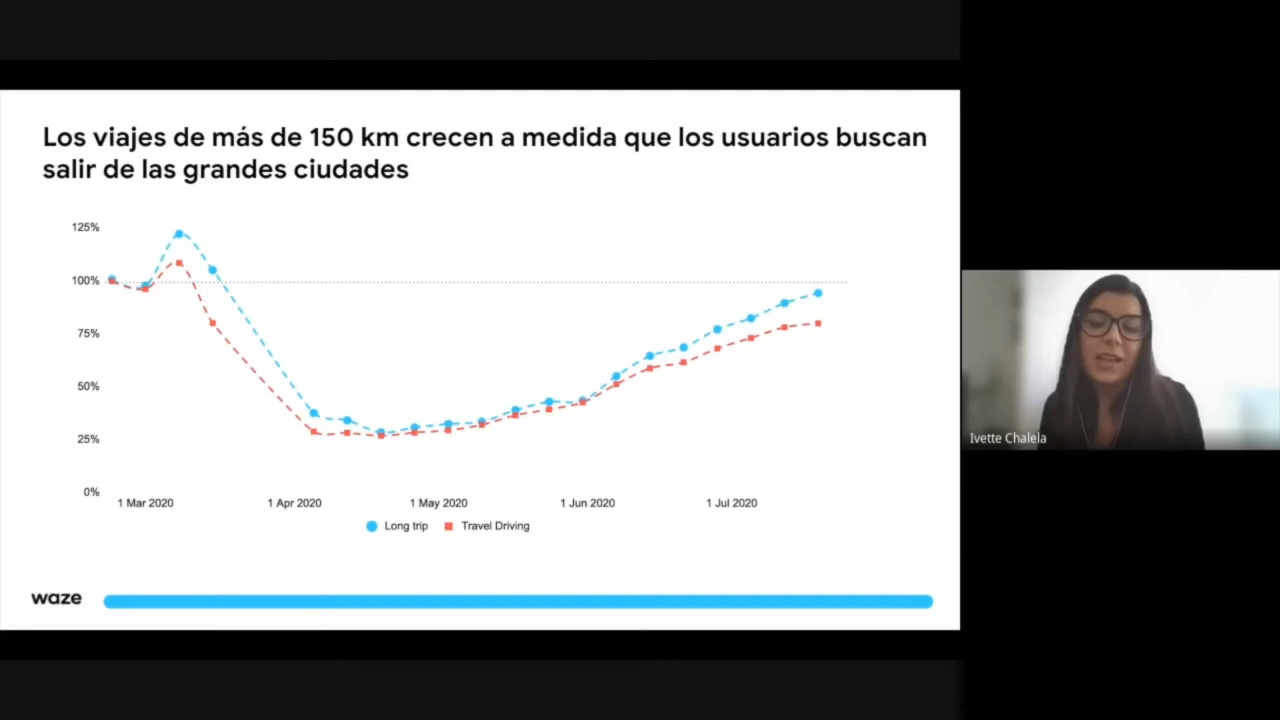 Los viajes de más de 150 km crecen a medida que los usuarios buscan
salir de las grandes ciudades
125%
100%
75%
50%
25%
0%
1 Mar 2020 1 Apr 2020 1 May 2020 1 Jun 2020 1 Jul 2020
Long trip Travel Driving
waze
Ivette Chalela